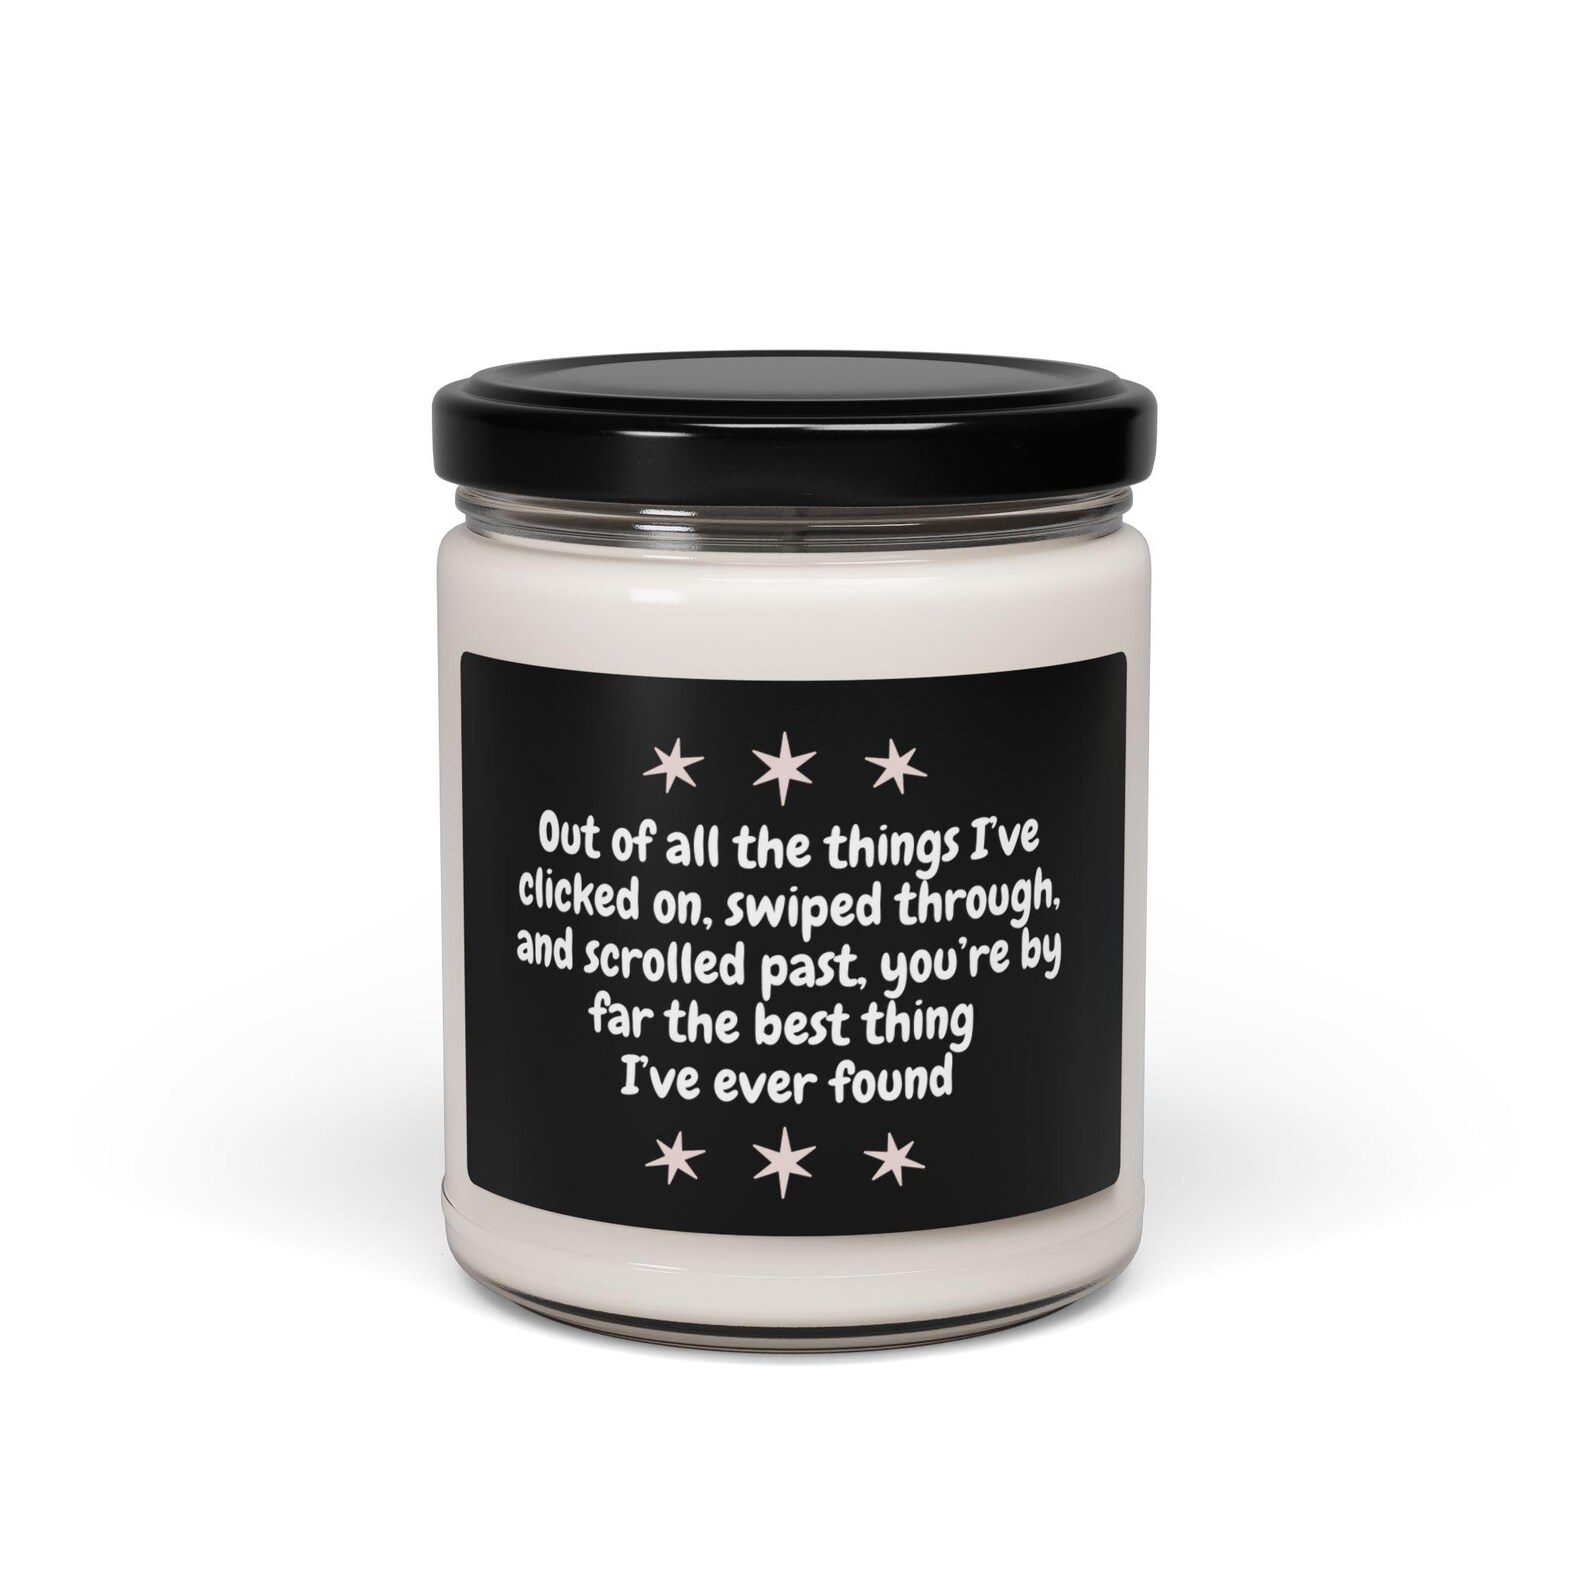 Out of all the things I've
clicked on, swiped through,
and scrolled past, you're by
far the best thing
I've ever found